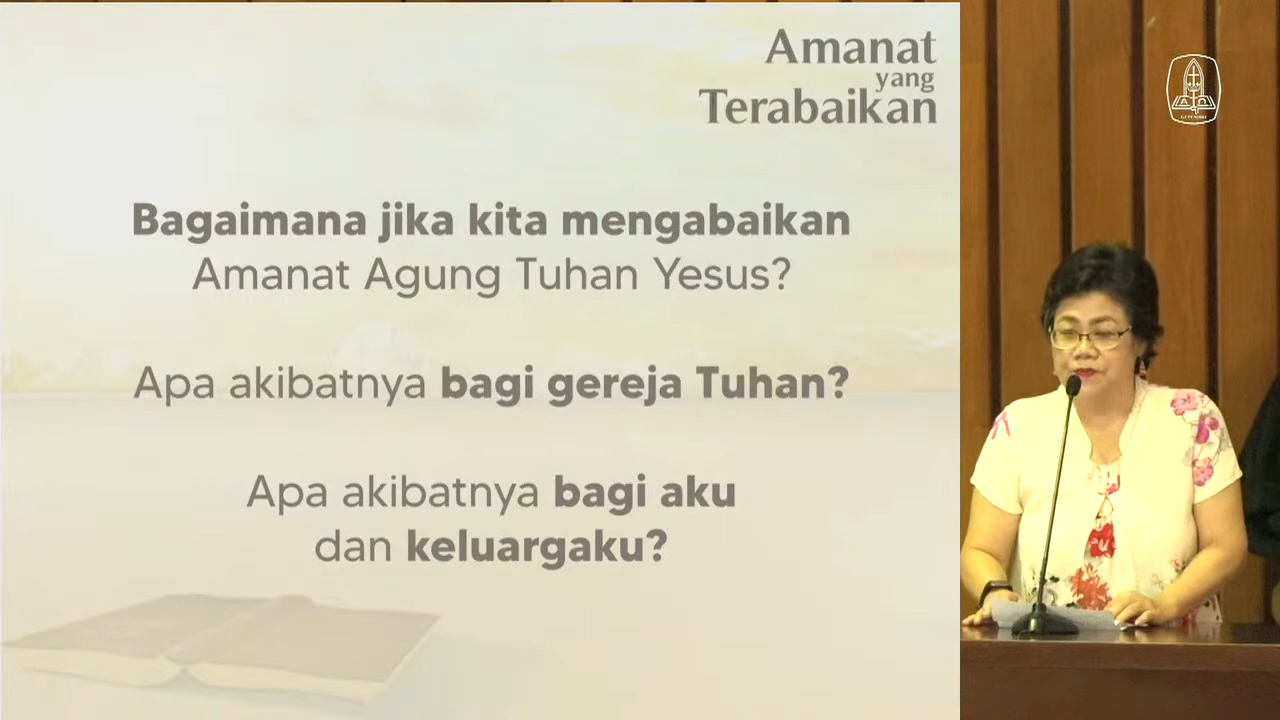 Amanat
yang
Terabaikan
Bagaimana jika kita mengabaikan
Amanat Agung Tuhan Yesus?
Apa akibatnya bagi gereja Tuhan?
Apa akibatnya bagi aku
dan keluargaku?